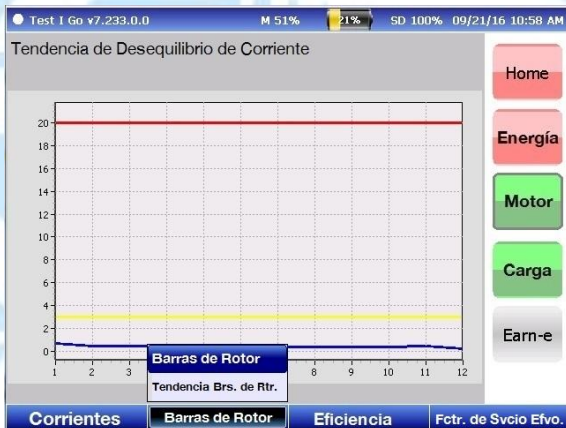 Test I Go v7.233.0.0 M 51% 21% SD 100% 09/21/16 10:58 AM
Tendencia de Desequilibrio de Corriente
Home
Energía
Motor
Carga
Earn-e
20
18
16
14
12
10
8
6
4
2
0
1 2 3 8 9 10 11 12
Barras de Rotor
Tendencia Brs. de Rtr.
Corrientes Barras de Rotor Eficiencia Fctr. de Svcio Efvo.